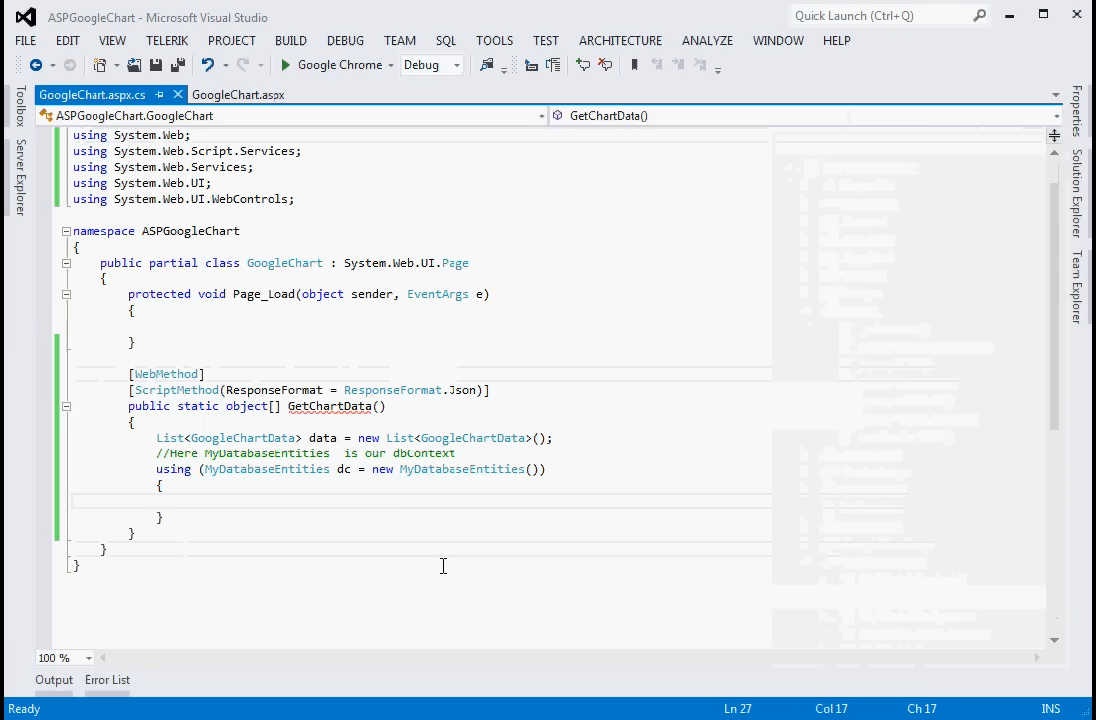 ASPGoogleChart - Microsoft Visual Studio
Quick Launch (Ctrl+Q)
FILE EDIT VIEW TELERIK PROJECT BUILD DEBUG TEAM SQL TOOLS TEST ARCHITECTURE ANALYZE WINDOW HELP
Google Chrome Debug
GoogleChart.aspx.cs GoogleChart.aspx
ASPGoogleChart.GoogleChart GetChartData()
Toolbox
Server Explorer
using System.Web;
using System.Web.Script.Services;
using System.Web.Services;
using System.Web.UI;
using System.Web.UI.WebControls;
namespace ASPGoogleChart
{
public partial class GoogleChart : System.Web.UI.Page
{
protected void Page_Load(object sender, EventArgs e)
{
}
[WebMethod]
[ScriptMethod(ResponseFormat = ResponseFormat.Json)]
public static object[] GetChartData()
{
List<GoogleChartData> data = new List<GoogleChartData>();
//Here MyDatabaseEntities  is our dbContext
using (MyDatabaseEntities dc = new MyDatabaseEntities())
{
}
}
}
}
Properties
Solution Explorer
Team Explorer
100 %
Output Error List
Ready Ln 27 Col 17 Ch 17 INS